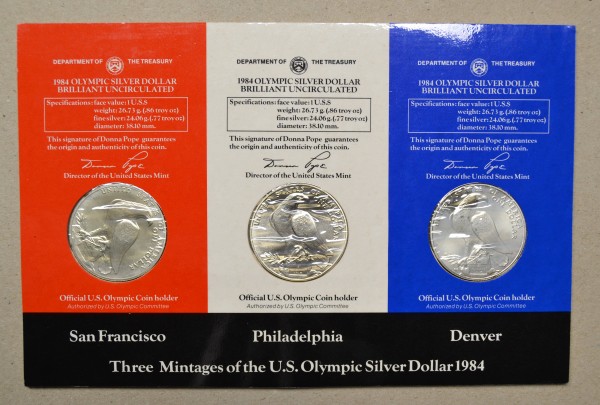 DEPARTMENT OF THE TREASURY
1984 OLYMPIC SILVER DOLLAR
BRILLIANT UNCIRCULATED
Specifications: face value: 1 U.S.$
weight: 26.73 g. (.86 troy oz)
fine silver: 24.06 g. (.77 troy oz)
diameter: 38.10 mm.
This signature of Donna Pope guarantees
the origin and authenticity of this coin.
Donna Pope
Director of the United States Mint
Official U.S. Olympic Coin holder
Authorized by U.S. Olympic Committee
San Francisco
DEPARTMENT OF THE TREASURY
1984 OLYMPIC SILVER DOLLAR
BRILLIANT UNCIRCULATED
Specifications: face value: 1 U.S.$
weight: 26.73 g. (.86 troy oz)
fine silver: 24.06 g. (.77 troy oz)
diameter: 38.10 mm.
This signature of Donna Pope guarantees
the origin and authenticity of this coin.
Donna Pope
Director of the United States Mint
Official U.S. Olympic Coin holder
Authorized by U.S. Olympic Committee
Philadelphia
DEPARTMENT OF THE TREASURY
1984 OLYMPIC SILVER DOLLAR
BRILLIANT UNCIRCULATED
Specifications: face value: 1 U.S.$
weight: 26.73 g. (.86 troy oz)
fine silver: 24.06 g. (.77 troy oz)
diameter: 38.10 mm.
This signature of Donna Pope guarantees
the origin and authenticity of this coin.
Donna Pope
Director of the United States Mint
Official U.S. Olympic Coin holder
Authorized by U.S. Olympic Committee
Denver
Three Mintages of the U.S. Olympic Silver Dollar 1984